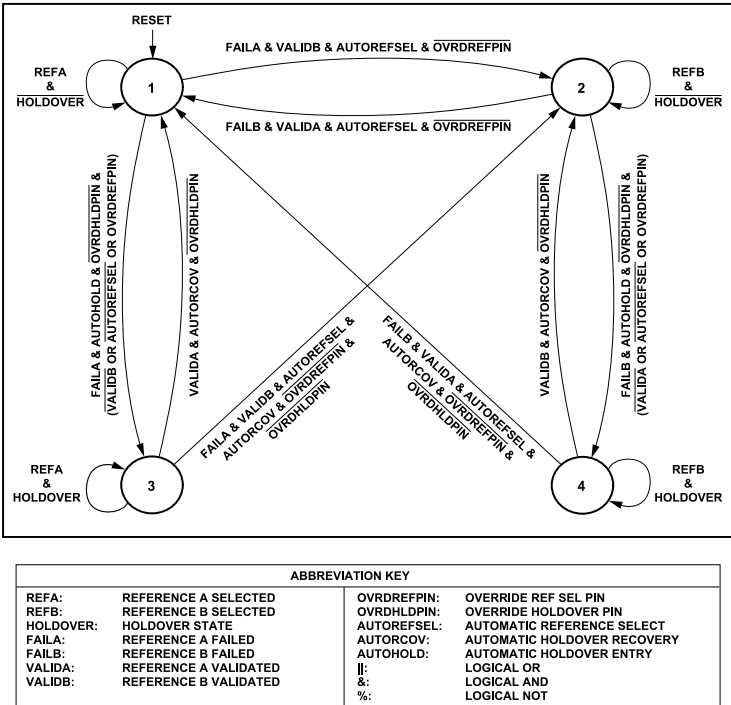 RESET
FAILA & VALIDB & AUTOREFSEL & OVRDREFPIN
REFA
&
HOLDOVER
1
2
REFB
&
HOLDOVER
FAILB & VALIDA & AUTOREFSEL & OVRDREFPIN
FAILA & AUTOHOLD & OVRDHLDPIN &
(VALIDB OR AUTOREFSEL OR OVRDREFPIN)
VALIDA & AUTORCOV & OVRDHLDPIN
FAILA & VALIDB & AUTOREFSEL &
AUTORCOV & OVRDREFPIN &
OVRDHLDPIN
FAILB & VALIDA & AUTOREFSEL &
AUTORCOV & OVRDREFPIN &
OVRDHLDPIN
VALIDB & AUTORCOV & OVRDHLDPIN
FAILB & AUTOHOLD & OVRDHLDPIN &
(VALIDA OR AUTOREFSEL OR OVRDREFPIN)
REFA
&
HOLDOVER
3
4
REFB
&
HOLDOVER
ABBREVIATION KEY
REFA: REFERENCE A SELECTED
REFB: REFERENCE B SELECTED
HOLDOVER: HOLDOVER STATE
FAILA: REFERENCE A FAILED
FAILB: REFERENCE B FAILED
VALIDA: REFERENCE A VALIDATED
VALIDB: REFERENCE B VALIDATED
OVRDREFPIN: OVERRIDE REF SEL PIN
OVRDHLDPIN: OVERRIDE HOLDOVER PIN
AUTOREFSEL: AUTOMATIC REFERENCE SELECT
AUTORCOV: AUTOMATIC HOLDOVER RECOVERY
AUTOHOLD: AUTOMATIC HOLDOVER ENTRY
||: LOGICAL OR
&: LOGICAL AND
%: LOGICAL NOT